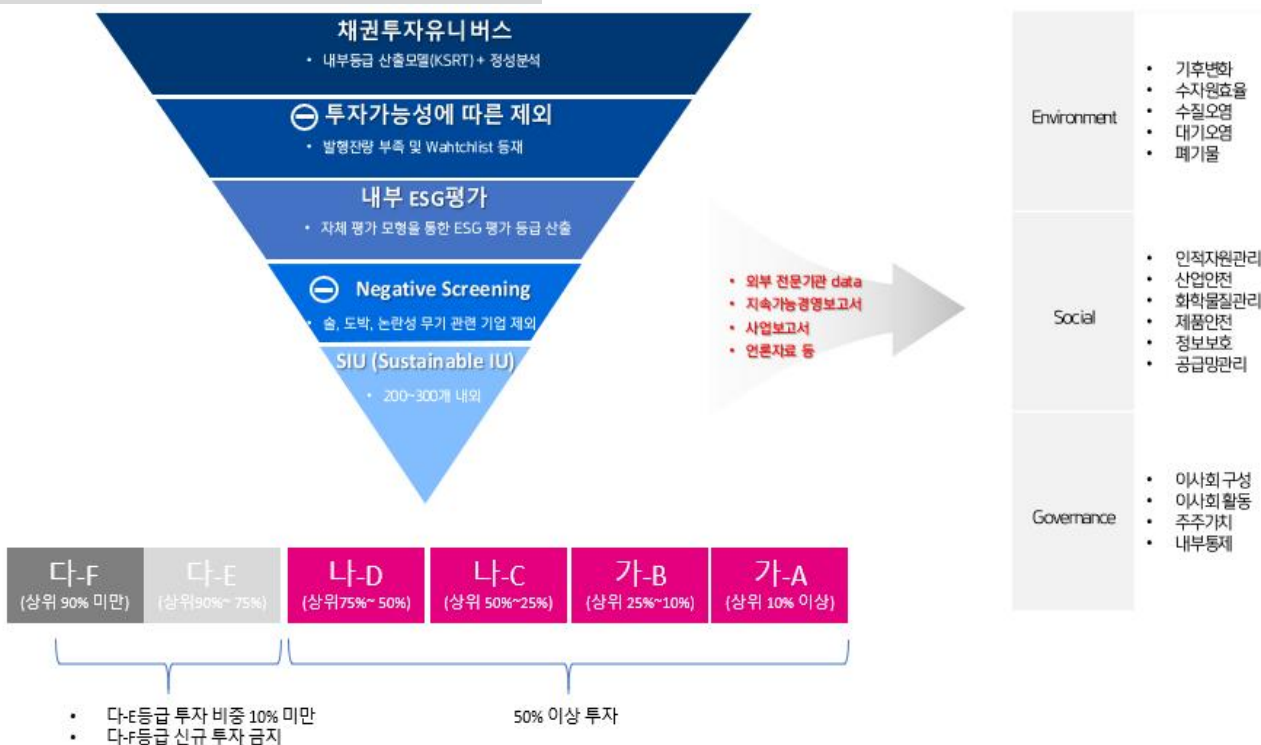 채권투자유니버스
• 내부등급 산출모델(KSRT) + 정성분석
투자가능성에 따른 제외
• 발행잔량 부족 및 Wahtchlist 등재
내부 ESG평가
• 자체 평가 모형을 통한 ESG 평가 등급 산출
Negative Screening
• 술, 도박, 논란성 무기 관련 기업 제외
SIU (Sustainable IU)
• 200~300개 내외
• 외부 전문기관 data
• 지속가능경영보고서
• 사업보고서
• 언론자료 등
Environment
• 기후변화
• 수자원효율
• 수질오염
• 대기오염
• 폐기물
Social
• 인적자원관리
• 산업안전
• 화학물질관리
• 제품안전
• 정보보호
• 공급망관리
Governance
• 이사회 구성
• 이사회 활동
• 주주가치
• 내부통제
다-F
(상위 90% 미만)
다-E
(상위90%~ 75%)
나-D
(상위75%~ 50%)
나-C
(상위 50%~25%)
가-B
(상위 25%~10%)
가-A
(상위 10% 이상)
• 다-E등급 투자 비중 10% 미만
• 다-F등급 신규 투자 금지
50% 이상 투자